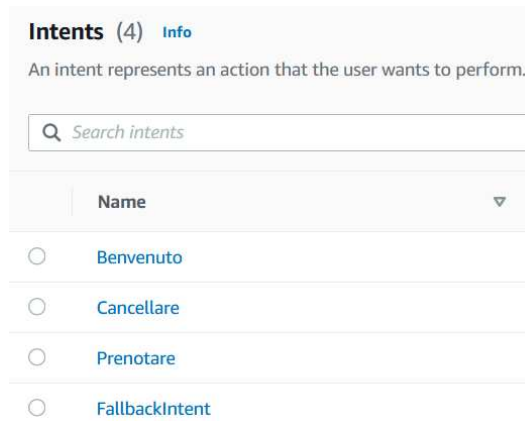 Intents (4) Info
An intent represents an action that the user wants to perform.
Search intents
Name
Benvenuto
Cancellare
Prenotare
FallbackIntent